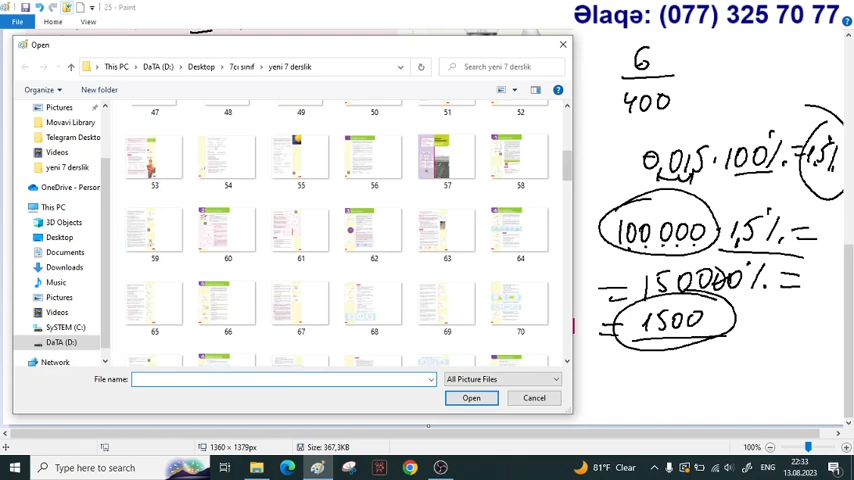 25 - Paint
Əlaqə: (077) 325 70 77
File
Home
View
Open
This PC
DaTA (D:)
Desktop
7ci sinif
yeni 7 derslik
Search yeni 7 derslik
Organize
New folder
Pictures
Movavi Library
Telegram Deskto
Videos
yeni 7 derslik
OneDrive - Person
This PC
3D Objects
Desktop
Documents
Downloads
Music
Pictures
Videos
SySTEM (C:)
DaTA (D:)
Network
47 48 49 50 51 52
53 54 55 56 57 58
59 60 61 62 63 64
65 66 67 68 69 70
File name:
All Picture Files
Open
Cancel
6
400
0,015 · 100% = 1,5%
100 000 · 1,5% =
= 150000% =
= 1500
1360 × 1379px
Size: 367,3KB
100%
Type here to search
81°F Clear
ENG
22:33
13.08.2023